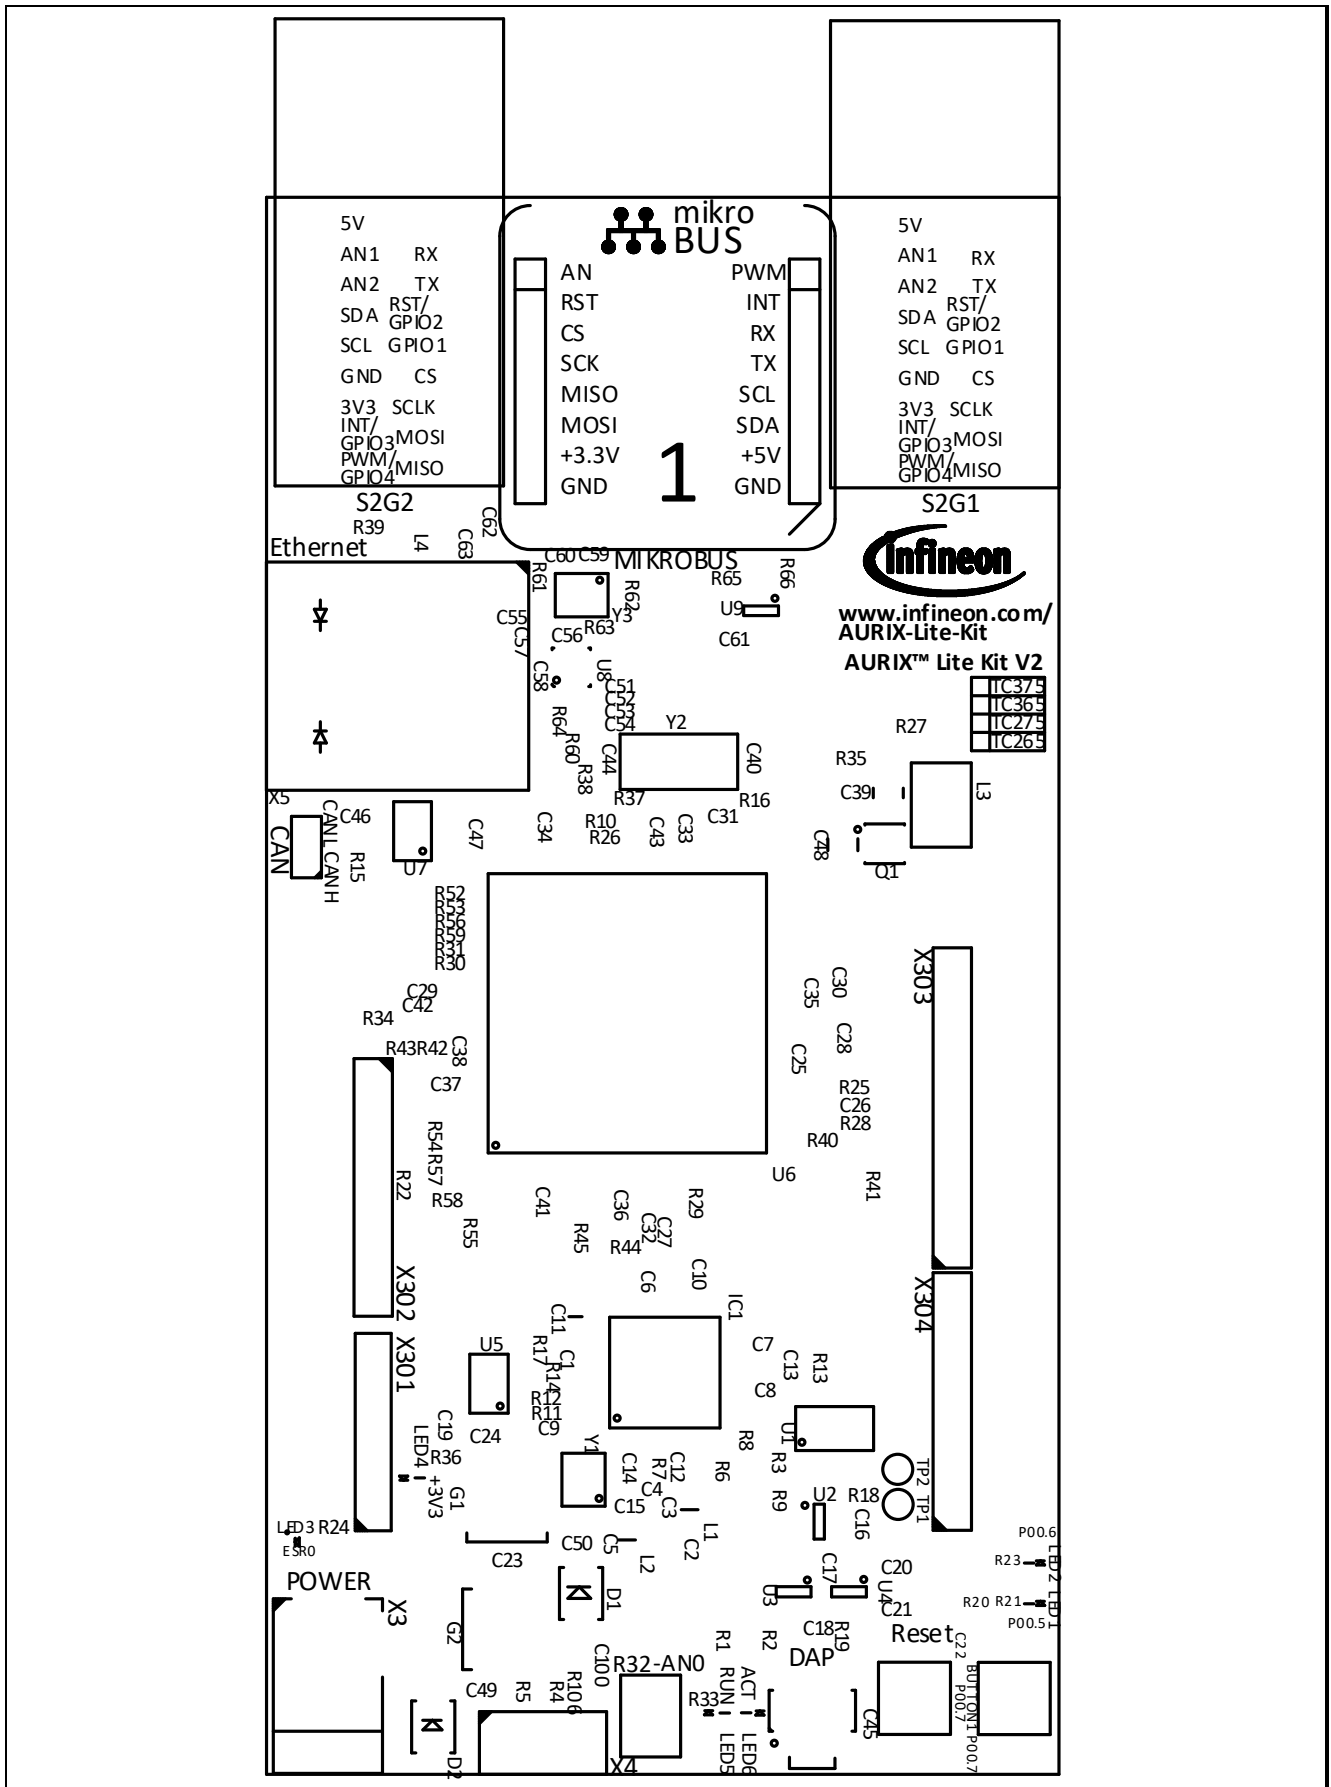 mikro
BUS
5V
AN1 RX
AN2 TX
SDA RST/
GPIO2
SCL GPIO1
GND CS
3V3 SCLK
INT/
GPIO3 MOSI
PWM/
GPIO4 MISO
S2G2
AN PWM
RST INT
CS RX
SCK TX
MISO SCL
MOSI SDA
+3.3V +5V
GND GND
1
MIKROBUS
5V
AN1 RX
AN2 TX
SDA RST/
GPIO2
SCL GPIO1
GND CS
3V3 SCLK
INT/
GPIO3 MOSI
PWM/
GPIO4 MISO
S2G1
infineon
www.infineon.com/
AURIX-Lite-Kit
AURIX™ Lite Kit V2
TC375
TC365
TC275
TC265
R39
L4
C63
C62
Ethernet
C60
C59
R61
R62
Y3
R63
C55
C57
C56
C58
U8
C51
C52
C53
C54
R65
R66
U9
C61
R64
R60
R38
C44
Y2
C40
R37
R16
R27
R35
C39
L3
C48
Q1
X5
CAN
CANL CANH
C46
R15
U7
C47
C34
R10
R26
C43
C33
C31
R52
R53
R56
R59
R31
R30
C29
C42
R34
R43 R42
C38
C37
R54
R57
R58
R55
R22
X302
X301
C35
C30
C28
C25
R25
C26
R28
R40
U6
R41
X303
X304
C41
R45
C36
R44
C32
C27
R29
C6
C10
IC1
C11
R17
C1
R14
R12
R11
C9
U5
C24
C7
C13
R13
C8
U1
R8
R3
R9
R6
C19
LED4
R36
+3V3
G1
Y1
C14
R7
C12
C4
C15
C3
L1
C2
U2
R18
C16
TP2
TP1
LED3
R24
ESR0
C23
C50
C5
L2
POWER
X3
G2
D1
C100
C17
U3
U4
C20
C21
C18
R19
P00.6
R23
LED2
R20
R21
LED1
P00.5
R1
R2
DAP
Reset
C22
BUTTON1
P00.7
P00.7
C49
R5
R4
R106
R32-AN0
R33
RUN
ACT
LED5
LED6
C45
D2
X4